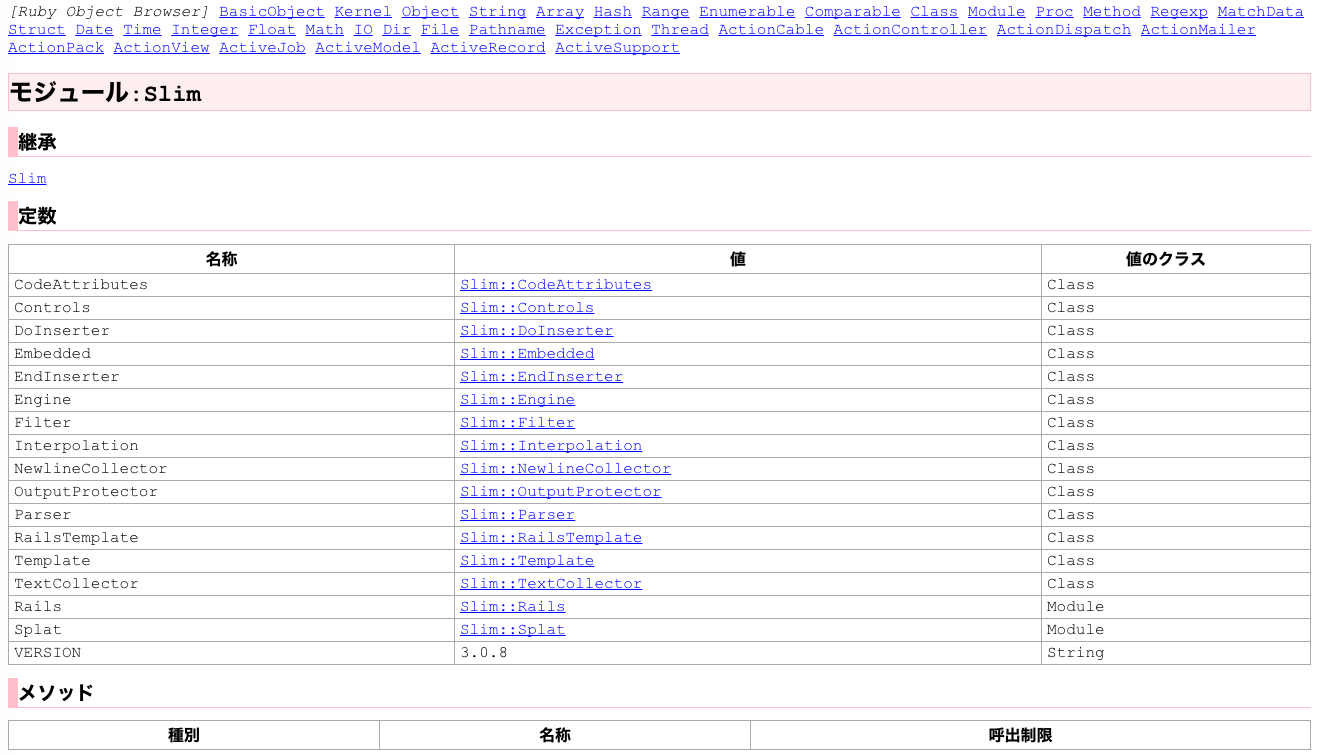 [Ruby Object Browser] BasicObject Kernel Object String Array Hash Range Enumerable Comparable Class Module Proc Method Regexp MatchData
Struct Date Time Integer Float Math IO Dir File Pathname Exception Thread ActionCable ActionController ActionDispatch ActionMailer
ActionPack ActionView ActiveJob ActiveModel ActiveRecord ActiveSupport
モジュール:Slim
継承
Slim
定数
名称 値 値のクラス
CodeAttributes Slim::CodeAttributes Class
Controls Slim::Controls Class
DoInserter Slim::DoInserter Class
Embedded Slim::Embedded Class
EndInserter Slim::EndInserter Class
Engine Slim::Engine Class
Filter Slim::Filter Class
Interpolation Slim::Interpolation Class
NewlineCollector Slim::NewlineCollector Class
OutputProtector Slim::OutputProtector Class
Parser Slim::Parser Class
RailsTemplate Slim::RailsTemplate Class
Template Slim::Template Class
TextCollector Slim::TextCollector Class
Rails Slim::Rails Module
Splat Slim::Splat Module
VERSION 3.0.8 String
メソッド
種別 名称 呼出制限